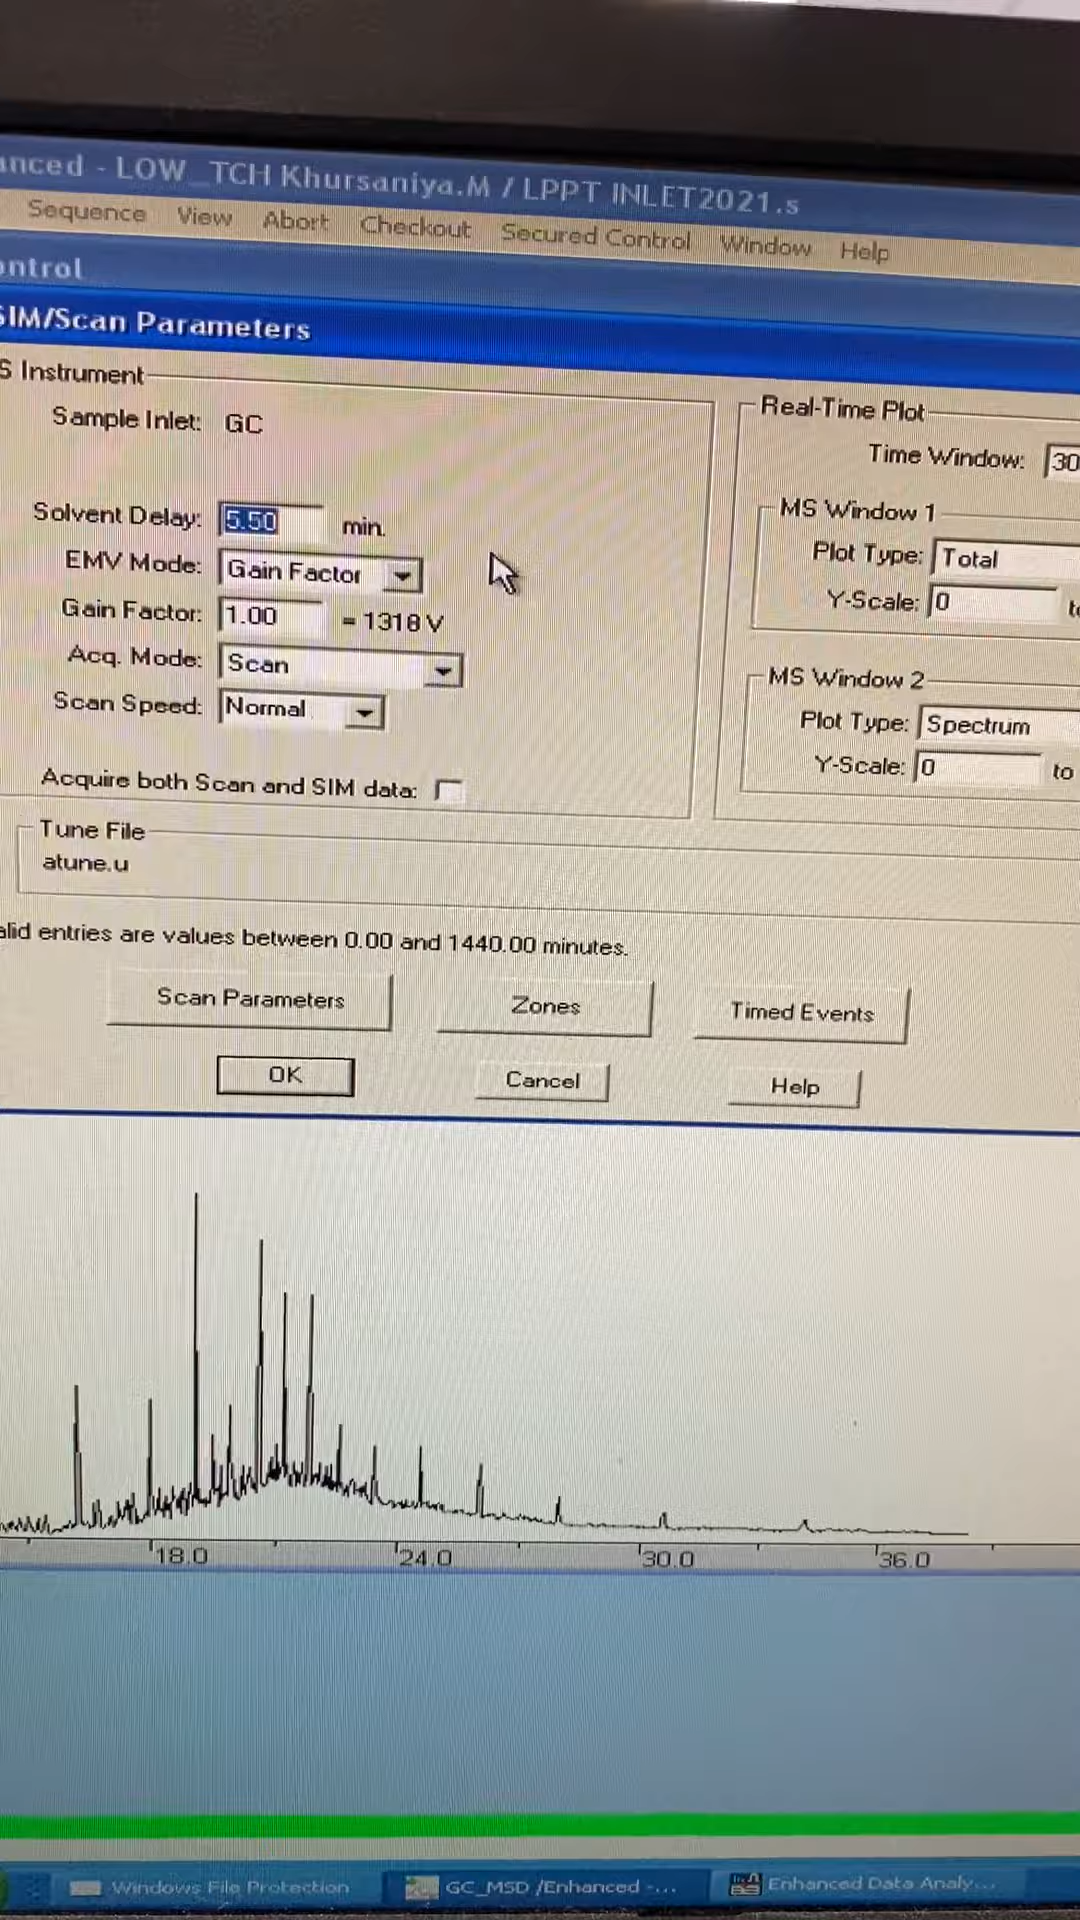 - LOW_TCH Khursaniya.M / LPPT INLET2021.s
Sequence View Abort Checkout Secured Control Window Help
SIM/Scan Parameters
Instrument
Sample Inlet: GC
Solvent Delay: 5.50 min.
EMV Mode: Gain Factor
Gain Factor: 1.00 = 1318 V
Acq. Mode: Scan
Scan Speed: Normal
Acquire both Scan and SIM data:
Real-Time Plot
Time Window: 30
MS Window 1
Plot Type: Total
Y-Scale: 0
MS Window 2
Plot Type: Spectrum
Y-Scale: 0 to
Tune File
atune.u
entries are values between 0.00 and 1440.00 minutes.
Scan Parameters Zones Timed Events
OK Cancel Help
18.0 24.0 30.0 36.0
Windows File Protection GC_MSD /Enhanced -... Enhanced Data Analy...